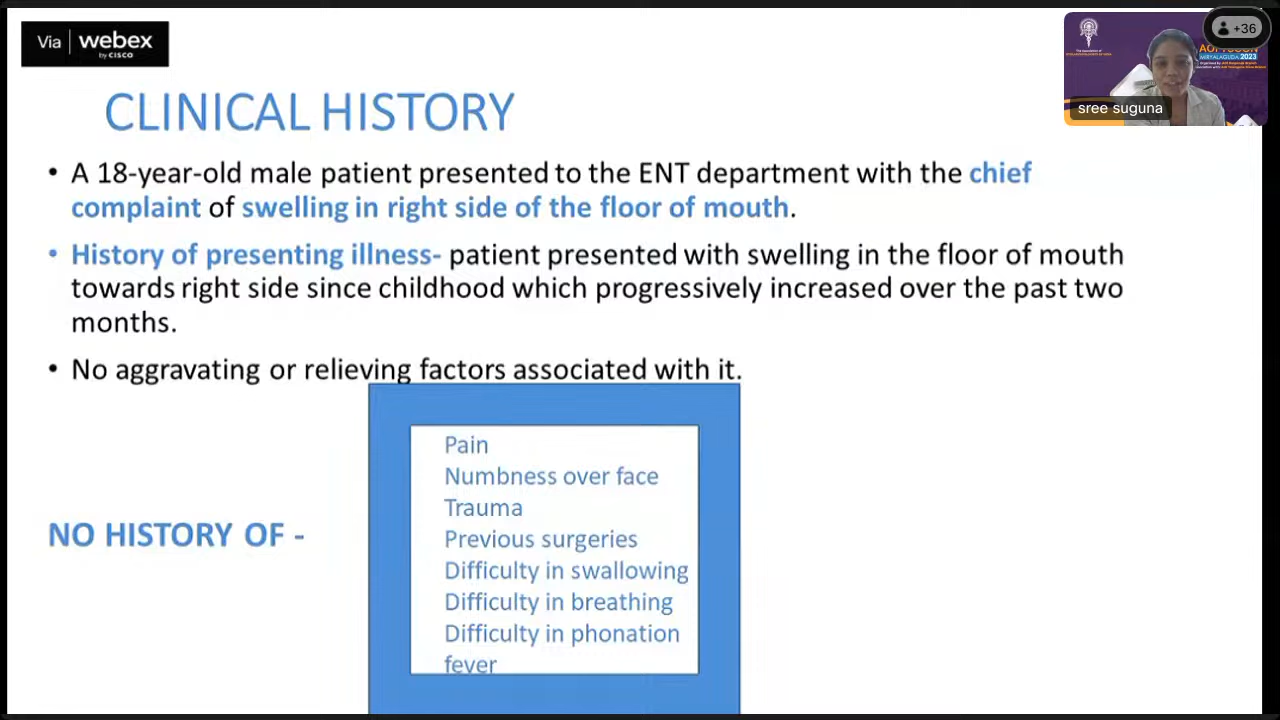 Via webex
by CISCO
+36
MIRYALAGUDA 2023
sree suguna
CLINICAL HISTORY
• A 18-year-old male patient presented to the ENT department with the chief
complaint of swelling in right side of the floor of mouth.
• History of presenting illness- patient presented with swelling in the floor of mouth
towards right side since childhood which progressively increased over the past two
months.
• No aggravating or relieving factors associated with it.
NO HISTORY OF -
Pain
Numbness over face
Trauma
Previous surgeries
Difficulty in swallowing
Difficulty in breathing
Difficulty in phonation
fever